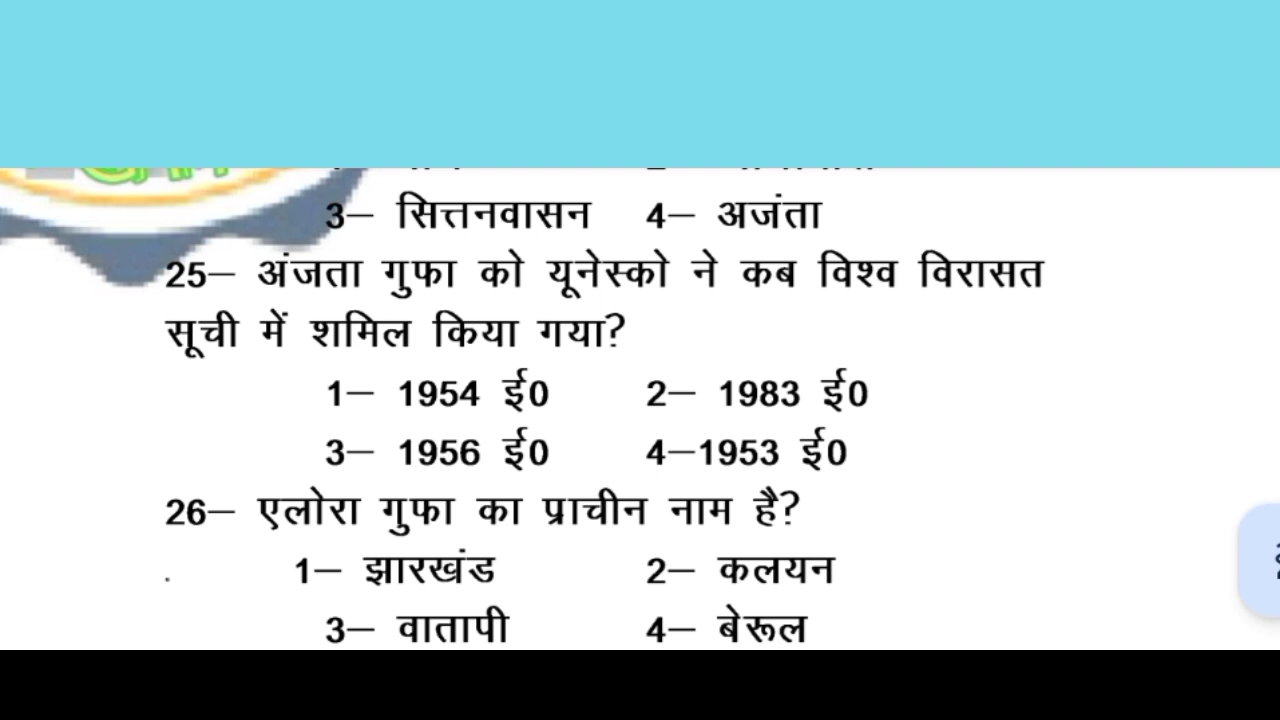 3– सित्तनवासन 4– अजंता
25– अंजता गुफा को यूनेस्को ने कब विश्व विरासत
सूची में शमिल किया गया?
1– 1954 ई0 2– 1983 ई0
3– 1956 ई0 4–1953 ई0
26– एलोरा गुफा का प्राचीन नाम है?
1– झारखंड 2– कलयन
3– वातापी 4– बेरूल